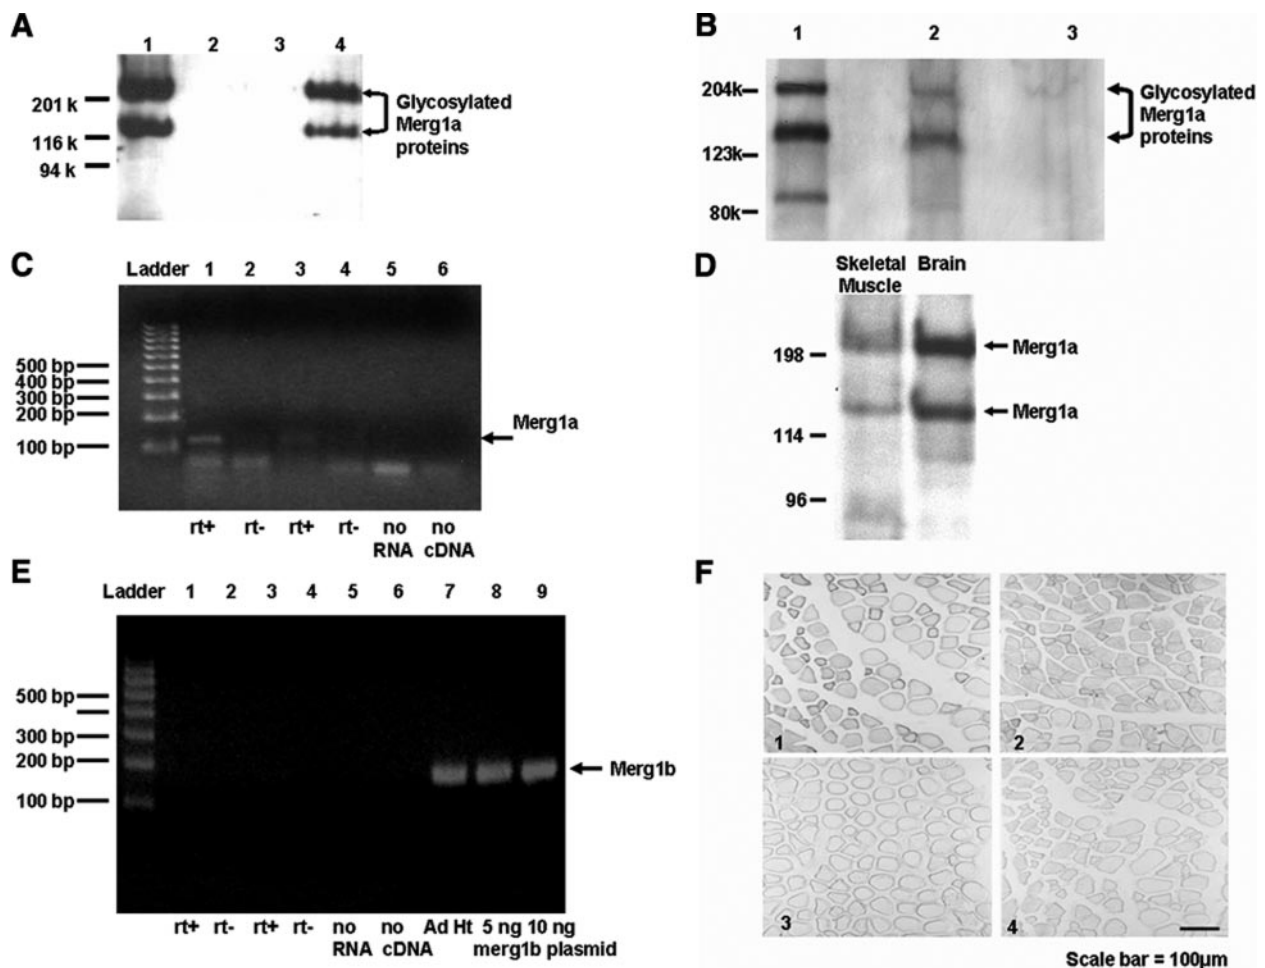 A
1 2 3 4
201 k
116 k
94 k
Glycosylated
Merg1a
proteins
B
1 2 3
204k
123k
80k
Glycosylated
Merg1a
proteins
C
Ladder 1 2 3 4 5 6
500 bp
400 bp
300 bp
200 bp
100 bp
Merg1a
rt+ rt- rt+ rt- no no
RNA cDNA
D
Skeletal Brain
Muscle
198
114
96
Merg1a
Merg1a
E
Ladder 1 2 3 4 5 6 7 8 9
500 bp
300 bp
200 bp
100 bp
Merg1b
rt+ rt- rt+ rt- no no Ad Ht 5 ng 10 ng
RNA cDNA merg1b plasmid
F
1
2
3
4
Scale bar = 100µm